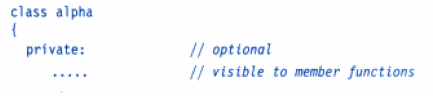 class alpha
{
private: // optional
..... // visible to member functions